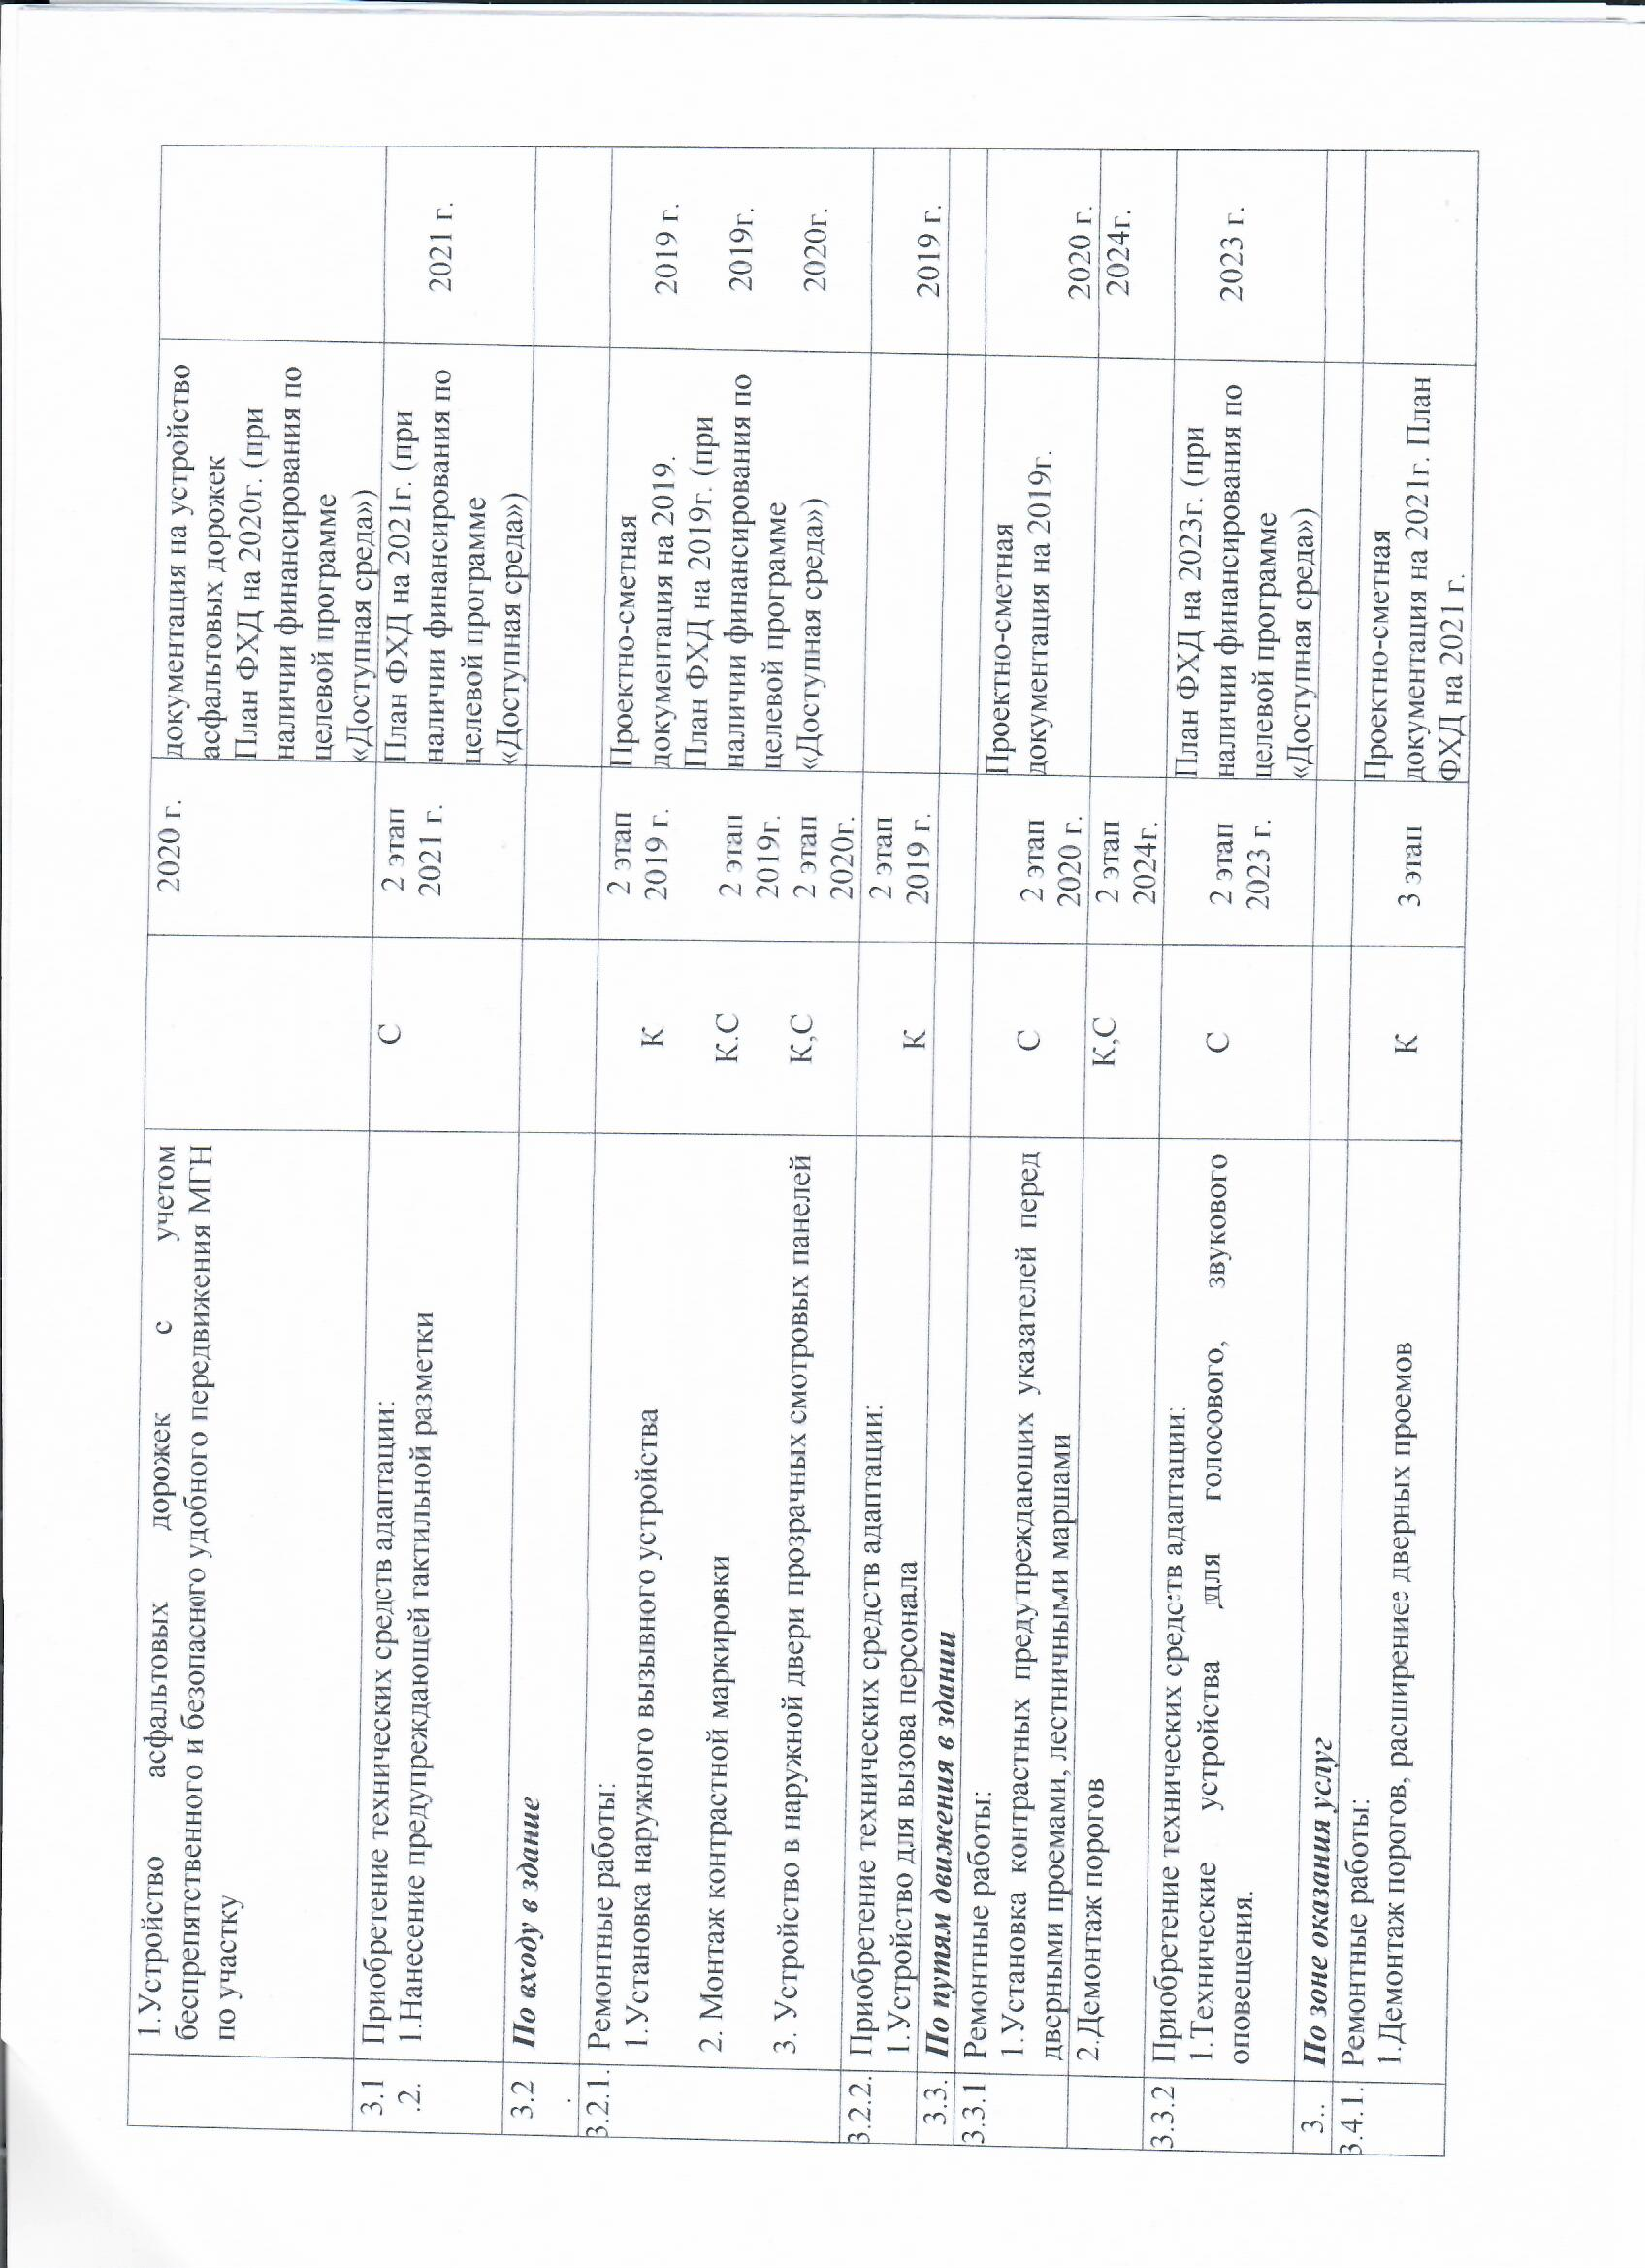 1.Устройство асфальтовых дорожек с учетом
беспрепятственного и безопасного удобного передвижения МГН
по участку
2020 г.
документация на устройство
асфальтовых дорожек
План ФХД на 2020г. (при
наличии финансирования по
целевой программе
«Доступная среда»)
3.1
.2.
Приобретение технических средств адаптации:
1.Нанесение предупреждающей тактильной разметки
С
2 этап
2021 г.
План ФХД на 2021г. (при
наличии финансирования по
целевой программе
«Доступная среда»)
2021 г.
3.2
.
По входу в здание
3.2.1.
Ремонтные работы:
1.Установка наружного вызывного устройства
2. Монтаж контрастной маркировки
3. Устройство в наружной двери прозрачных смотровых панелей
К
К.С
К,С
2 этап
2019 г.
2 этап
2019г.
2 этап
2020г.
Проектно-сметная
документация на 2019.
План ФХД на 2019г. (при
наличии финансирования по
целевой программе
«Доступная среда»)
2019 г.
2019г.
2020г.
3.2.2.
Приобретение технических средств адаптации:
1.Устройство для вызова персонала
К
2 этап
2019 г.
2019 г.
3.3.
По путям движения в здании
3.3.1
Ремонтные работы:
1.Установка контрастных предупреждающих указателей перед
дверными проемами, лестничными маршами
С
2 этап
2020 г.
Проектно-сметная
документация на 2019г.
2020 г.
2.Демонтаж порогов
К,С
2 этап
2024г.
2024г.
3.3.2
Приобретение технических средств адаптации:
1.Технические устройства для голосового, звукового
оповещения.
С
2 этап
2023 г.
План ФХД на 2023г. (при
наличии финансирования по
целевой программе
«Доступная среда»)
2023 г.
3..
По зоне оказания услуг
3.4.1.
Ремонтные работы:
1.Демонтаж порогов, расширение дверных проемов
К
3 этап
Проектно-сметная
документация на 2021г. План
ФХД на 2021 г.